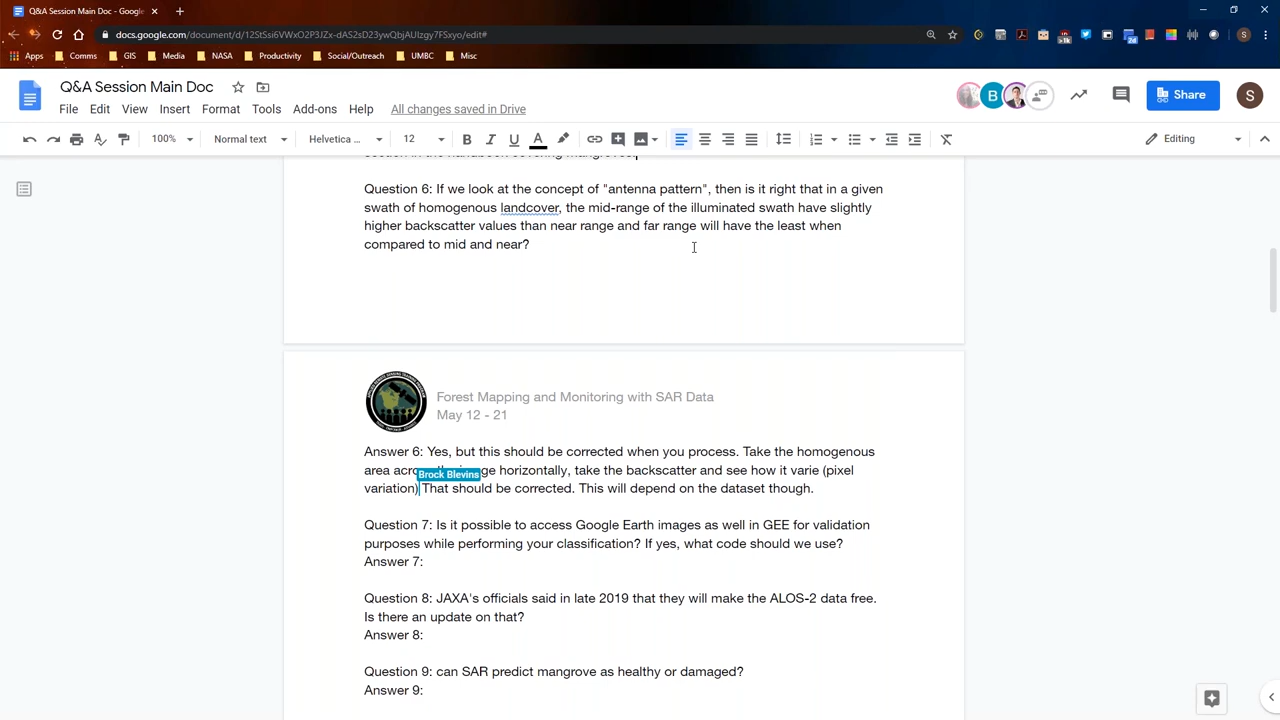 Q&A Session Main Doc - Google
docs.google.com/document/d/
Apps Comms GIS Media NASA Productivity Social/Outreach UMBC Misc
Q&A Session Main Doc
File Edit View Insert Format Tools Add-ons Help All changes saved in Drive
B Share S
100% Normal text Helvetica ... 12 B I U A Editing
section in the handbook covering mangroves.
Question 6: If we look at the concept of "antenna pattern", then is it right that in a given
swath of homogenous landcover, the mid-range of the illuminated swath have slightly
higher backscatter values than near range and far range will have the least when
compared to mid and near?
Forest Mapping and Monitoring with SAR Data
May 12 - 21
Answer 6: Yes, but this should be corrected when you process. Take the homogenous
area across the image horizontally, take the backscatter and see how it varie (pixel
Brock Blevins
variation) That should be corrected. This will depend on the dataset though.
Question 7: Is it possible to access Google Earth images as well in GEE for validation
purposes while performing your classification? If yes, what code should we use?
Answer 7:
Question 8: JAXA's officials said in late 2019 that they will make the ALOS-2 data free.
Is there an update on that?
Answer 8:
Question 9: can SAR predict mangrove as healthy or damaged?
Answer 9: